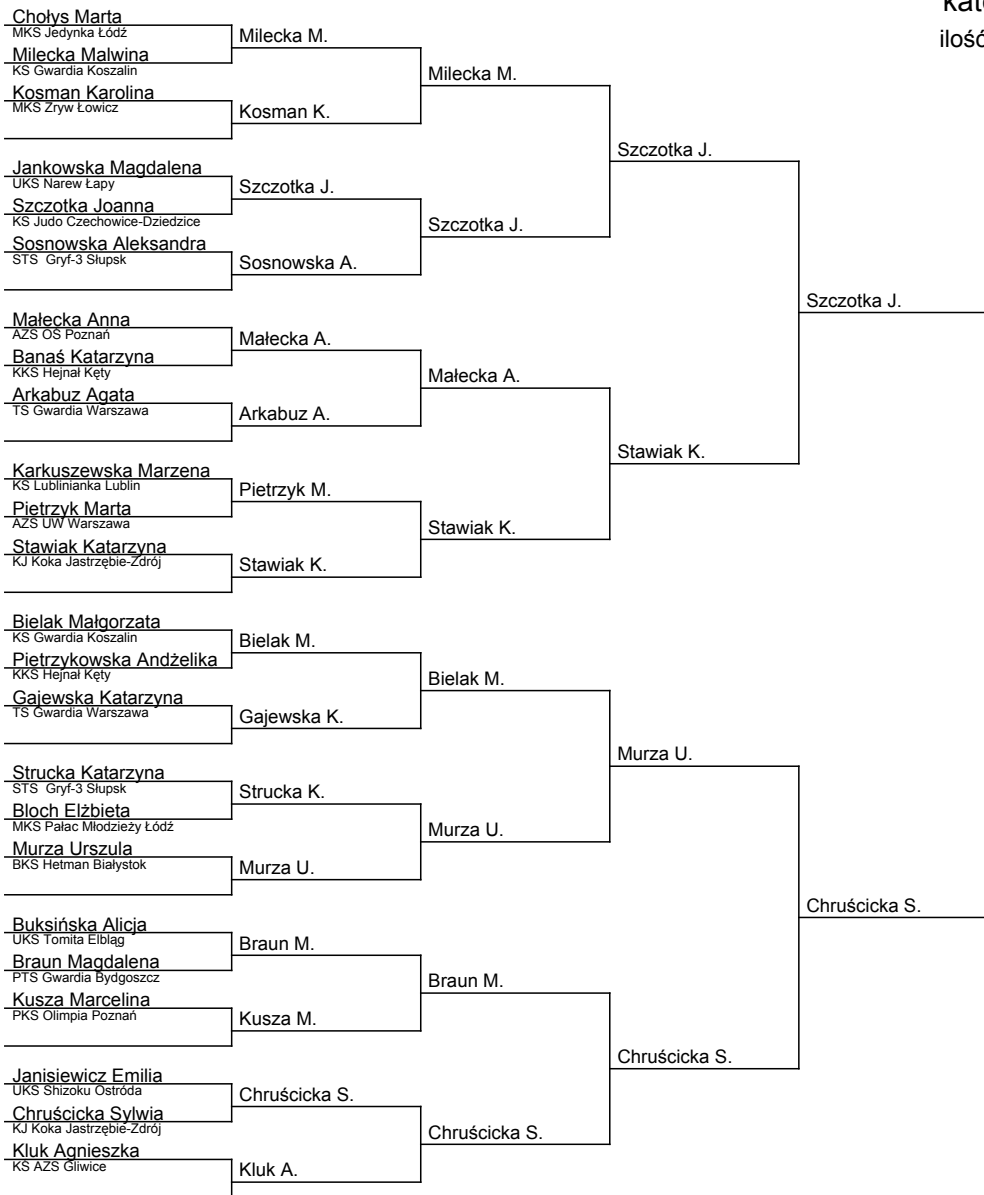 kat
ilość
Chołys Marta
MKS Jedynka Łódź
Milecka Malwina
KS Gwardia Koszalin
Kosman Karolina
MKS Zryw Łowicz
Jankowska Magdalena
UKS Narew Łapy
Szczotka Joanna
KS Judo Czechowice-Dziedzice
Sosnowska Aleksandra
STS Gryf-3 Słupsk
Małecka Anna
AZS OŚ Poznań
Banaś Katarzyna
KKS Hejnał Kęty
Arkabuz Agata
TS Gwardia Warszawa
Karkuszewska Marzena
KS Lublinianka Lublin
Pietrzyk Marta
AZS UW Warszawa
Stawiak Katarzyna
KJ Koka Jastrzębie-Zdrój
Bielak Małgorzata
KS Gwardia Koszalin
Pietrzykowska Andżelika
KKS Hejnał Kęty
Gajewska Katarzyna
TS Gwardia Warszawa
Strucka Katarzyna
STS Gryf-3 Słupsk
Bloch Elżbieta
MKS Pałac Młodzieży Łódź
Murza Urszula
BKS Hetman Białystok
Buksińska Alicja
UKS Tomita Elbląg
Braun Magdalena
PTS Gwardia Bydgoszcz
Kusza Marcelina
PKS Olimpia Poznań
Janisiewicz Emilia
UKS Shizoku Ostróda
Chruścicka Sylwia
KJ Koka Jastrzębie-Zdrój
Kluk Agnieszka
KS AZS Gliwice
Milecka M.
Kosman K.
Szczotka J.
Sosnowska A.
Małecka A.
Arkabuz A.
Pietrzyk M.
Stawiak K.
Bielak M.
Gajewska K.
Strucka K.
Murza U.
Braun M.
Kusza M.
Chruścicka S.
Kluk A.
Milecka M.
Szczotka J.
Małecka A.
Stawiak K.
Bielak M.
Murza U.
Braun M.
Chruścicka S.
Szczotka J.
Stawiak K.
Murza U.
Chruścicka S.
Szczotka J.
Chruścicka S.